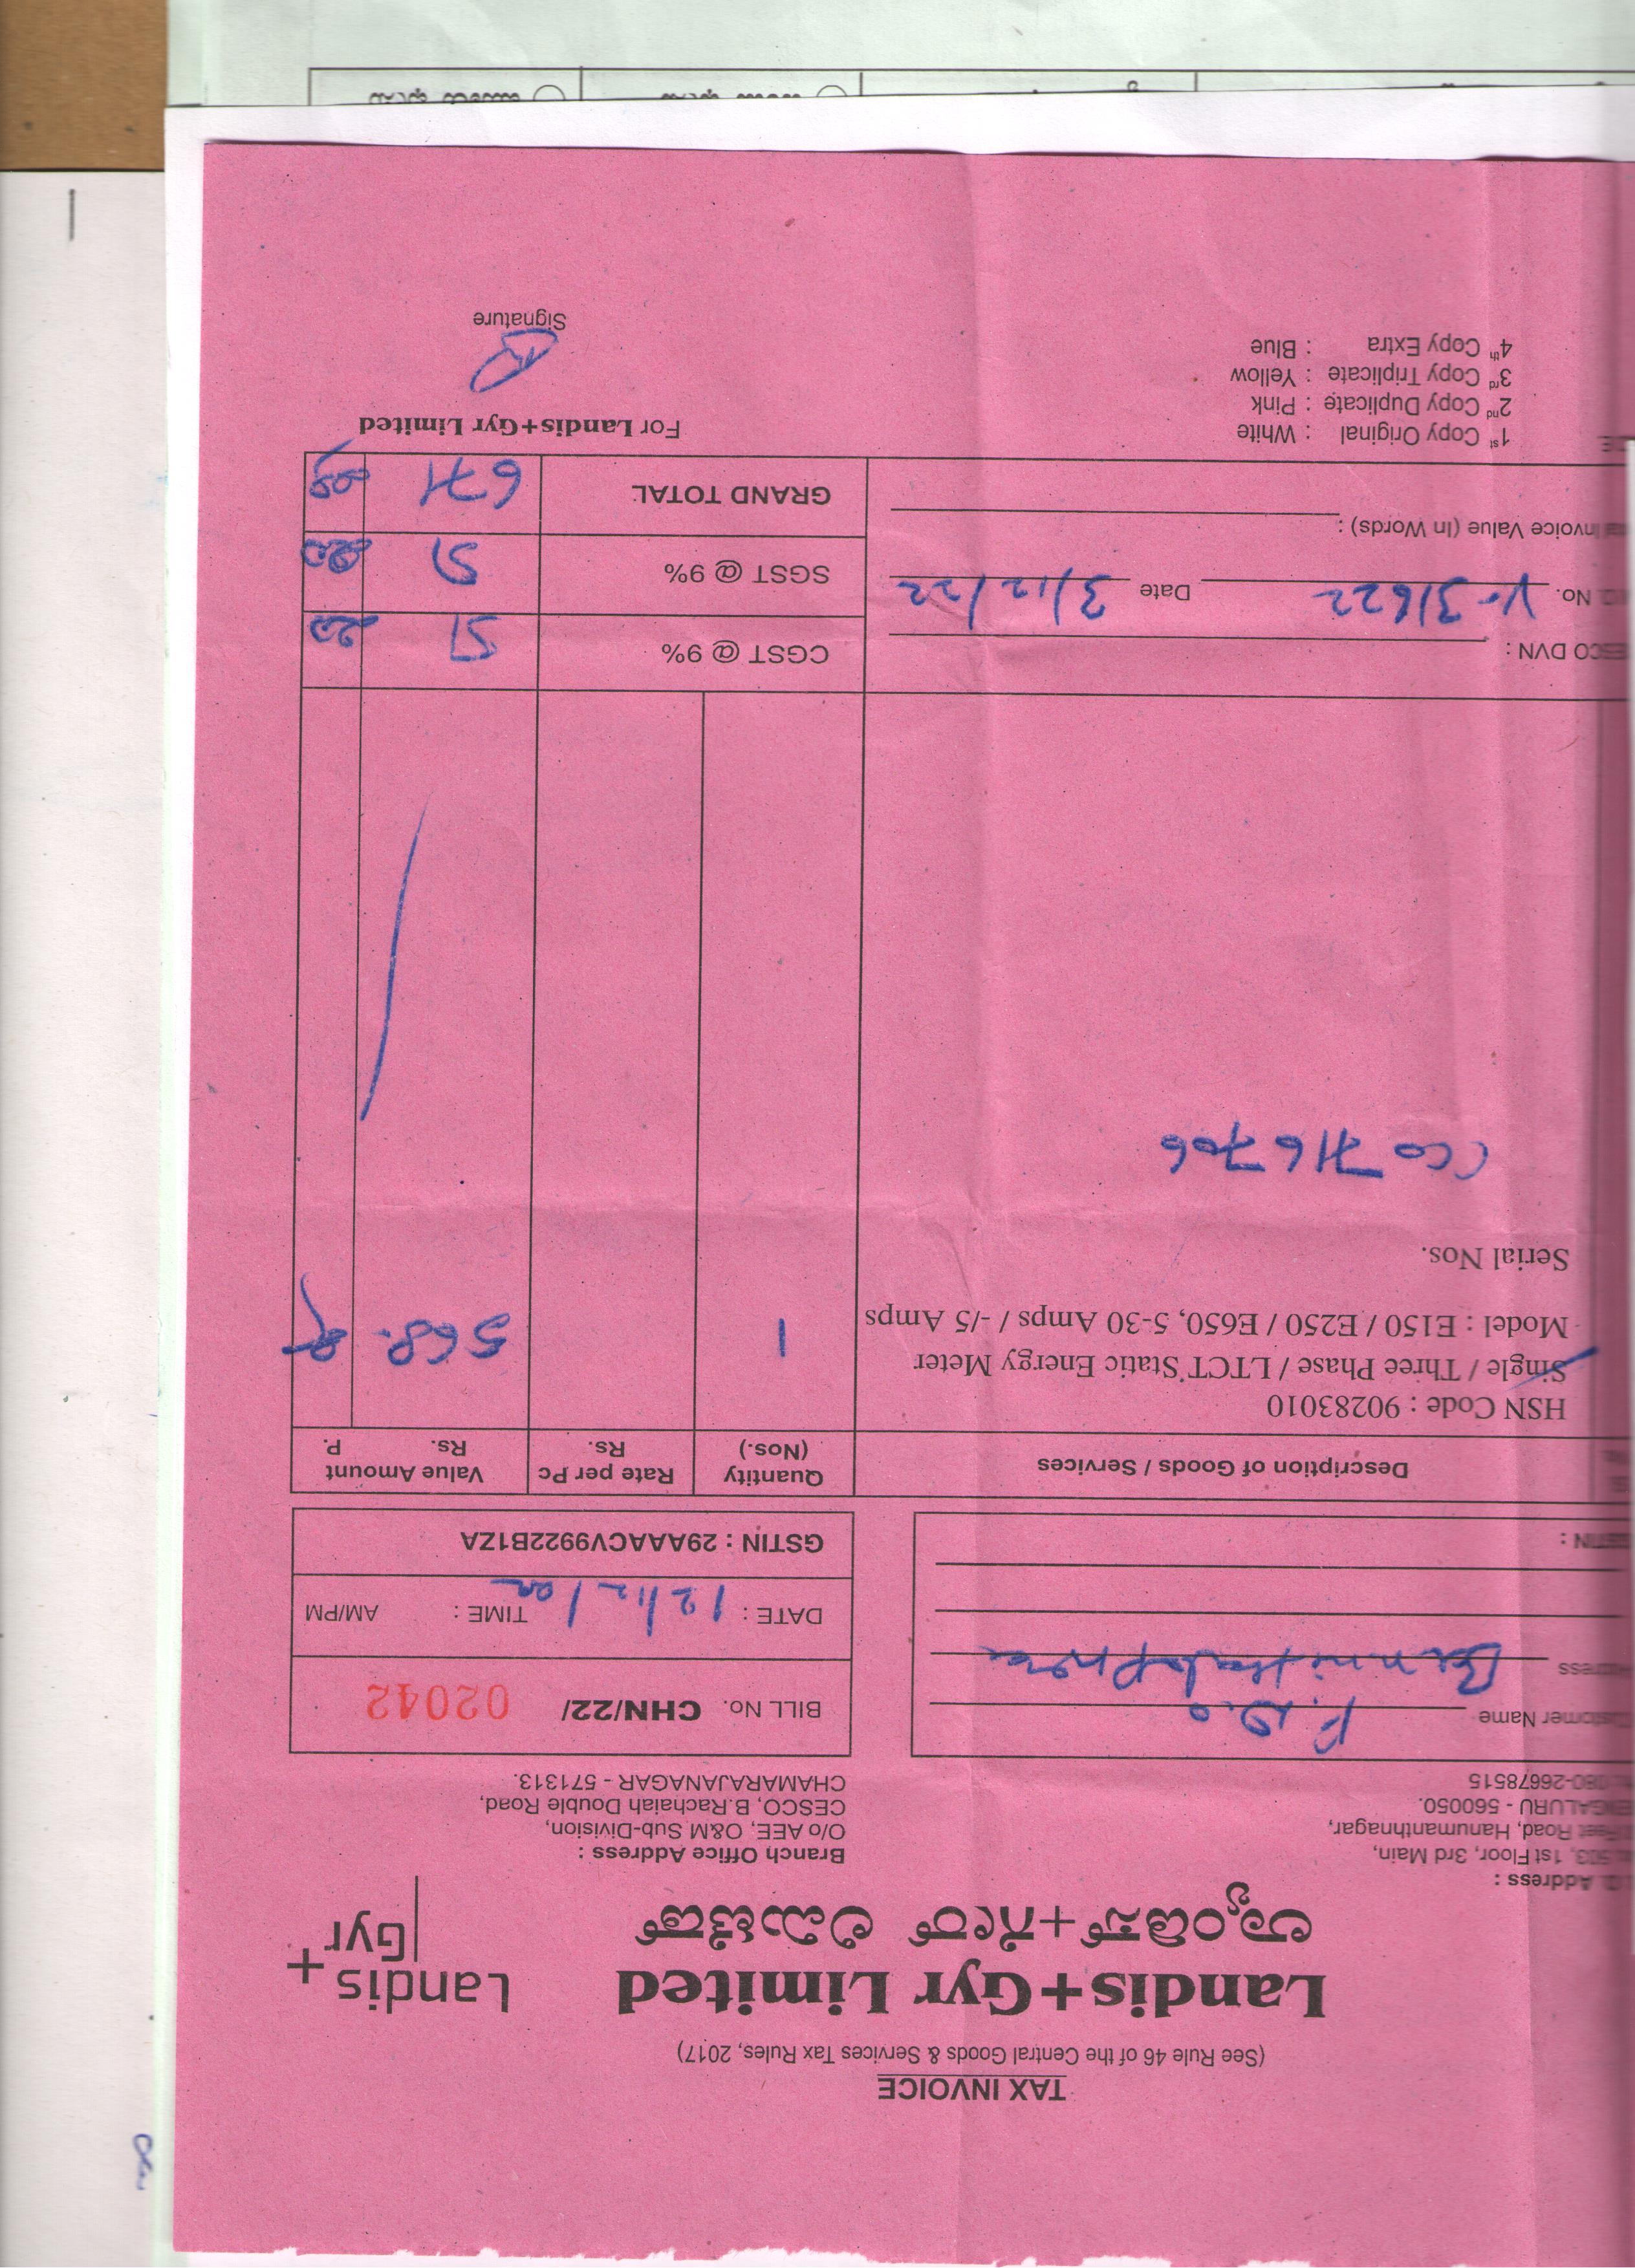 TAX INVOICE
(See Rule 46 of the Central Goods & Services Tax Rules, 2017)
Landis+Gyr Limited
ಲ್ಯಾಂಡಿಸ್+ಗೇರ್ ಲಿಮಿಟೆಡ್
Landis
Gyr+
Address :
503, 1st Floor, 3rd Main,
Road, Hanumanthnagar,
BENGALURU - 560050.
080-26678515
Branch Office Address :
O/o AEE, O&M Sub-Division,
CESCO, B.Rachaiah Double Road,
CHAMARAJANAGAR - 571313.
Customer Name
Address
GSTIN :
BILL No. CHN/22/ 02042
DATE : 12/12/22 TIME : AM/PM
GSTIN : 29AAACV9922B1ZA
Description of Goods / Services
Quantity (Nos.)
Rate per Pc Rs.
Value Amount Rs. P.
HSN Code : 90283010
Single / Three Phase / LTCT Static Energy Meter
Model : E150 / E250 / E650, 5-30 Amps / -/5 Amps
1 568.
Serial Nos.
CCO 716706
CESCO DVN :
No. 31622 Date 3/12/22
Invoice Value (In Words) :
CGST @ 9% 51 20
SGST @ 9% 51 20
GRAND TOTAL 671
1st Copy Original : White
2nd Copy Duplicate : Pink
3rd Copy Triplicate : Yellow
4th Copy Extra : Blue
For Landis+Gyr Limited
Signature